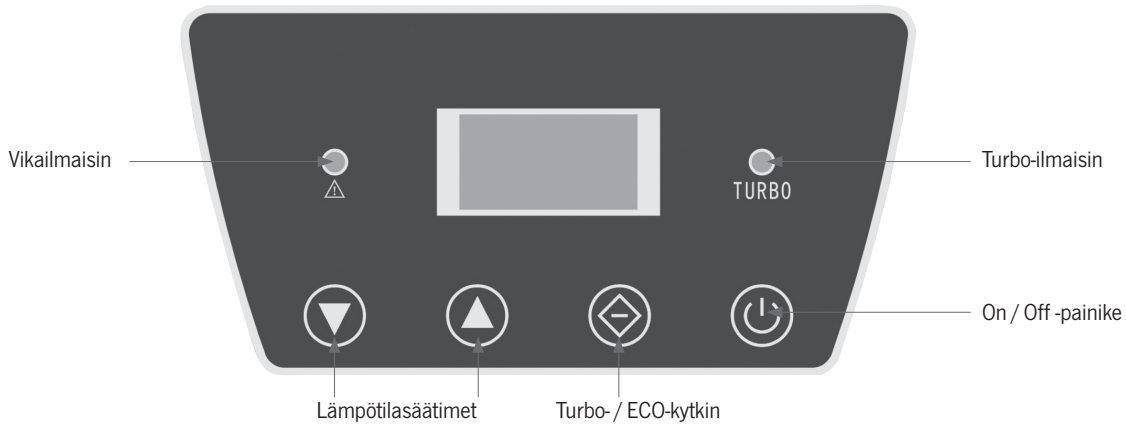 Vikailmaisin
Turbo-ilmaisin
TURBO
On / Off -painike
Lämpötilasäätimet
Turbo- / ECO-kytkin